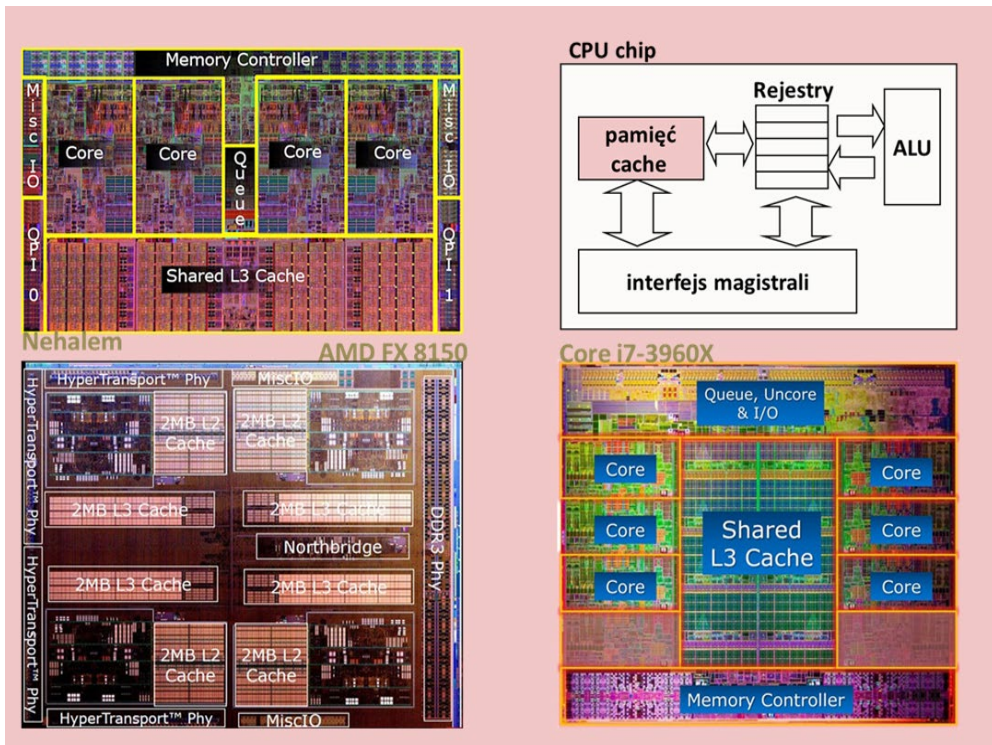 Memory Controller
Misc IO
Core
Core
Queue
Core
Core
Misc IO
QPI 0
Shared L3 Cache
QPI 1
Nehalem
CPU chip
Rejestry
pamięć
cache
ALU
interfejs magistrali
AMD FX 8150
HyperTransport™ Phy
MiscIO
HyperTransport™ Phy
2MB L2
Cache
2MB L2
Cache
2MB L3 Cache
2MB L3 Cache
DDR3 Phy
Northbridge
2MB L3 Cache
2MB L3 Cache
HyperTransport™ Phy
2MB L2
Cache
2MB L2
Cache
HyperTransport™ Phy
MiscIO
Core i7-3960X
Queue, Uncore
& I/O
Core
Core
Core
Shared
L3 Cache
Core
Core
Core
Memory Controller